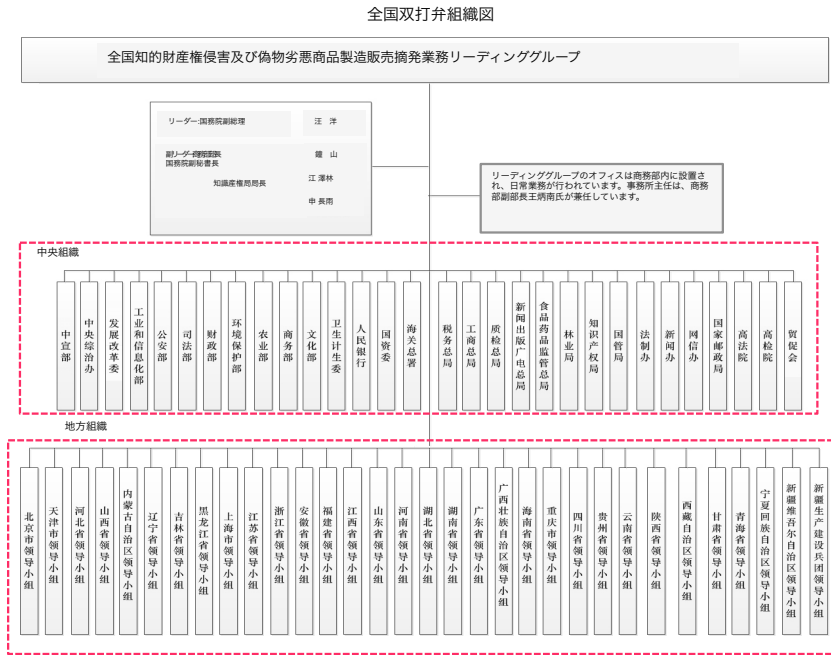 全国双打弁組織図
全国知的財産権侵害及び偽物劣悪商品製造販売摘発業務リーディンググループ
リーダー:国務院副総理
汪 洋
鐘 山
国務院副秘書長
江 澤林
知識産権局局長
申 長雨
リーディンググループのオフィスは商務部内に設置さ
れ、日常業務が行われています。事務所主任は、商務
部副部長王炳南氏が兼任しています。
中央組織
中宣部
中央综治办
发展改革委
工业和信息化部
公安部
司法部
财政部
环境保护部
农业部
商务部
文化部
卫生计生委
人民银行
国资委
海关总署
税务总局
工商总局
质检总局
新闻出版广电总局
食品药品监管总局
林业局
知识产权局
国管局
法制办
新闻办
网信办
国家邮政局
高法院
高检院
贸促会
地方組織
北京市领导小组
天津市领导小组
河北省领导小组
山西省领导小组
内蒙古自治区领导小组
辽宁省领导小组
吉林省领导小组
黑龙江省领导小组
上海市领导小组
江苏省领导小组
浙江省领导小组
安徽省领导小组
福建省领导小组
江西省领导小组
山东省领导小组
河南省领导小组
湖北省领导小组
湖南省领导小组
广东省领导小组
广西壮族自治区领导小组
海南省领导小组
重庆市领导小组
四川省领导小组
贵州省领导小组
云南省领导小组
陕西省领导小组
西藏自治区领导小组
甘肃省领导小组
青海省领导小组
宁夏回族自治区领导小组
新疆维吾尔自治区领导小组
新疆生产建设兵团领导小组